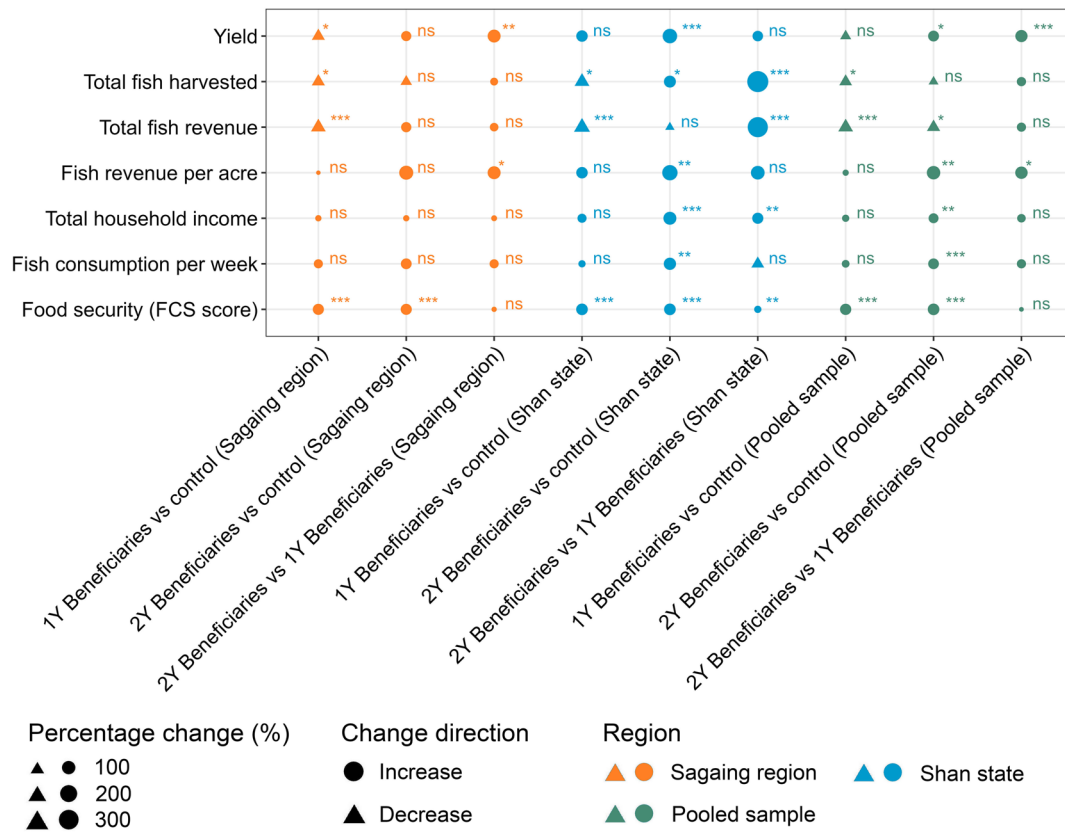 Yield * ns ** ns *** ns ns * ***
Total fish harvested * ns ns * * *** * ns ns
Total fish revenue *** ns ns *** ns *** *** * ns
Fish revenue per acre ns ns * ns ** ns ns ** *
Total household income ns ns ns ns *** ** ns ** ns
Fish consumption per week ns ns ns ns ** ns ns *** ns
Food security (FCS score) *** *** ns *** *** ** *** *** ns
1Y Beneficiaries vs control (Sagaing region)
2Y Beneficiaries vs control (Sagaing region)
2Y Beneficiaries vs 1Y Beneficiaries (Sagaing region)
1Y Beneficiaries vs control (Shan state)
2Y Beneficiaries vs control (Shan state)
2Y Beneficiaries vs 1Y Beneficiaries (Shan state)
1Y Beneficiaries vs control (Pooled sample)
2Y Beneficiaries vs control (Pooled sample)
2Y Beneficiaries vs 1Y Beneficiaries (Pooled sample)
Percentage change (%)
100
200
300
Change direction
Increase
Decrease
Region
Sagaing region
Shan state
Pooled sample